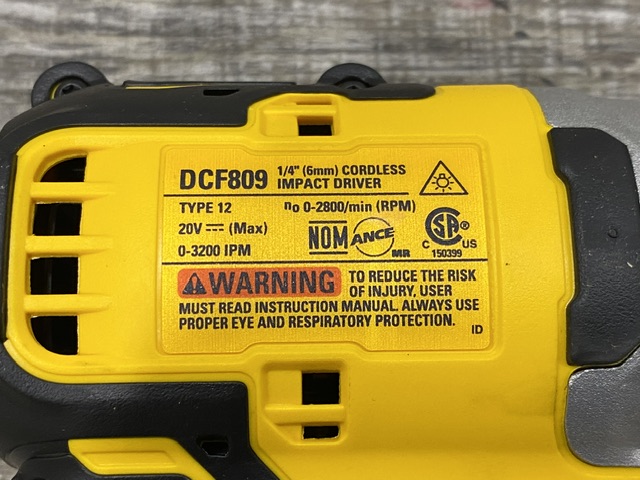 DCF809 1/4" (6mm) CORDLESS
IMPACT DRIVER
TYPE 12 no 0-2800/min (RPM)
20V ⎓ (Max)
0-3200 IPM
NOM ANCE MR
CSA ®
C US
150399
WARNING TO REDUCE THE RISK
OF INJURY, USER
MUST READ INSTRUCTION MANUAL. ALWAYS USE
PROPER EYE AND RESPIRATORY PROTECTION.
ID